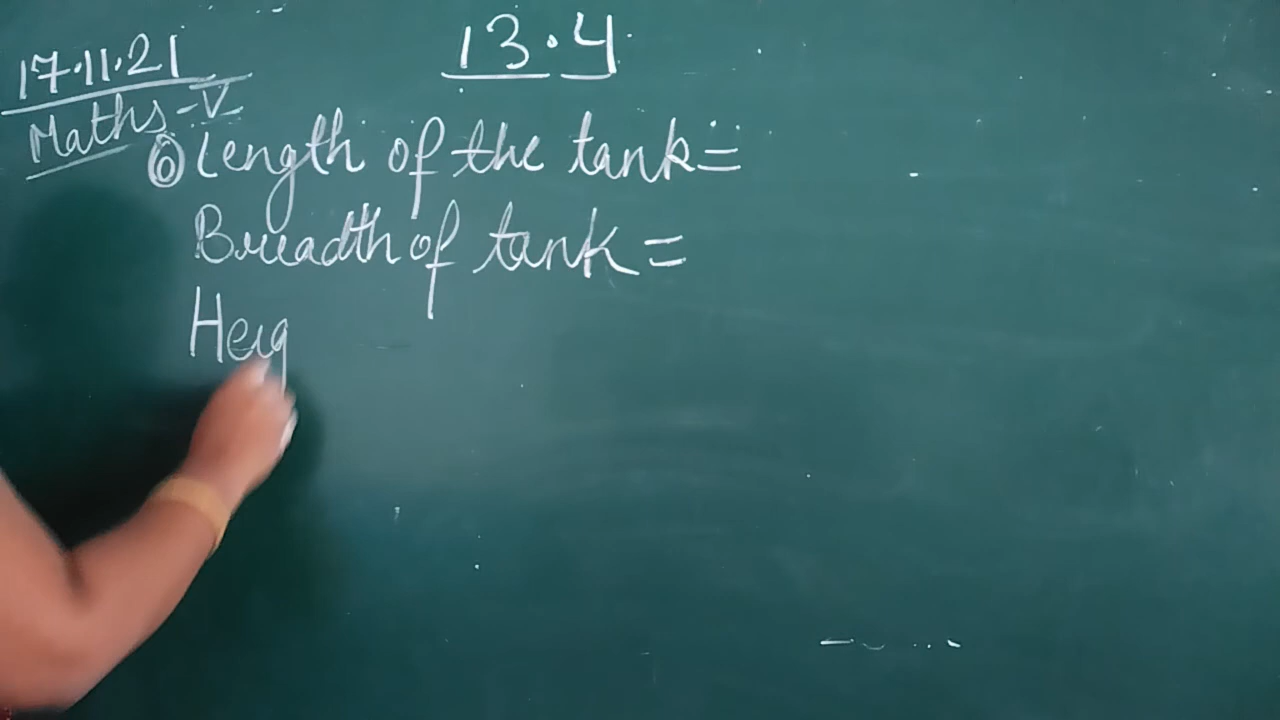 17.11.21
13.4
Maths-V
⑥ Length of the tank =
Breadth of tank =
Heig